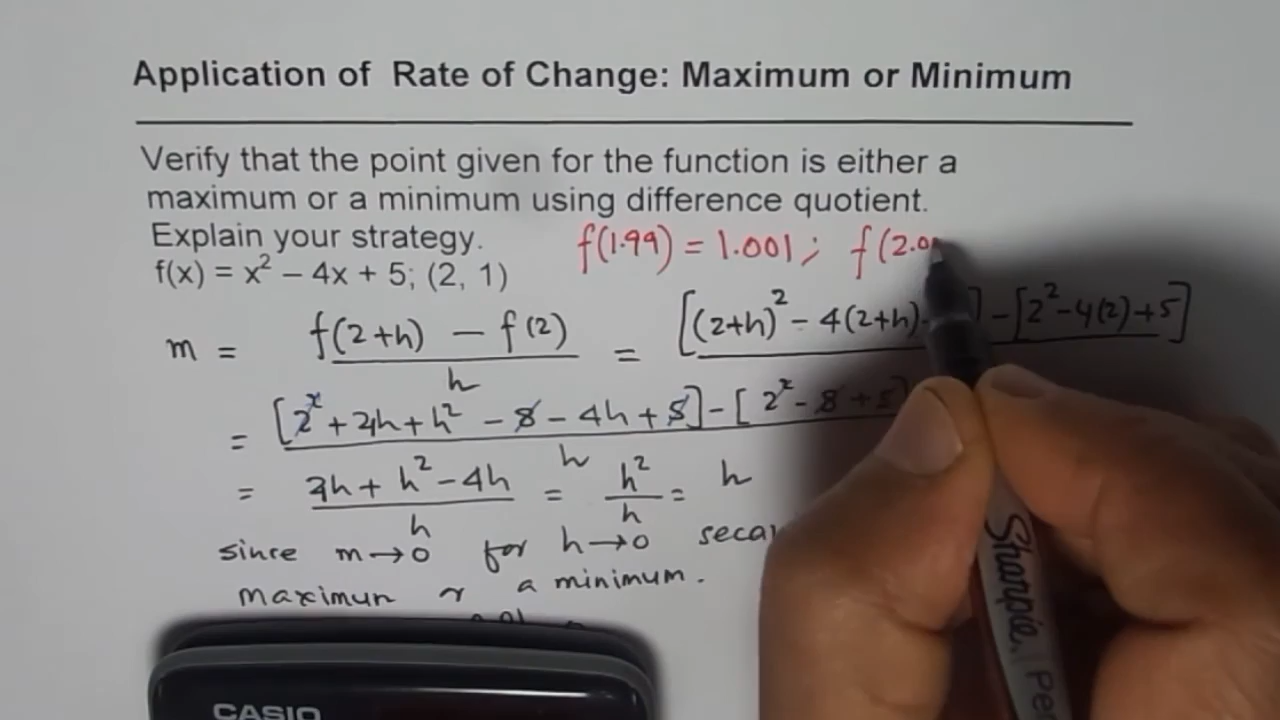 Application of Rate of Change: Maximum or Minimum
Verify that the point given for the function is either a
maximum or a minimum using difference quotient.
Explain your strategy. f(1.99) = 1.001; f(2.0
f(x) = x² – 4x + 5; (2, 1)
m = f(2+h) - f(2) / h = [(2+h)² - 4(2+h) ] - [2² - 4(2) + 5]
= [2² + 4h + h² - 8 - 4h + 5] - [2² - 8 + 5] / h
= 4h + h² - 4h / h = h² / h = h
since m → 0 for h → 0
maximun or a minimum.
CASIO
Sharpie.